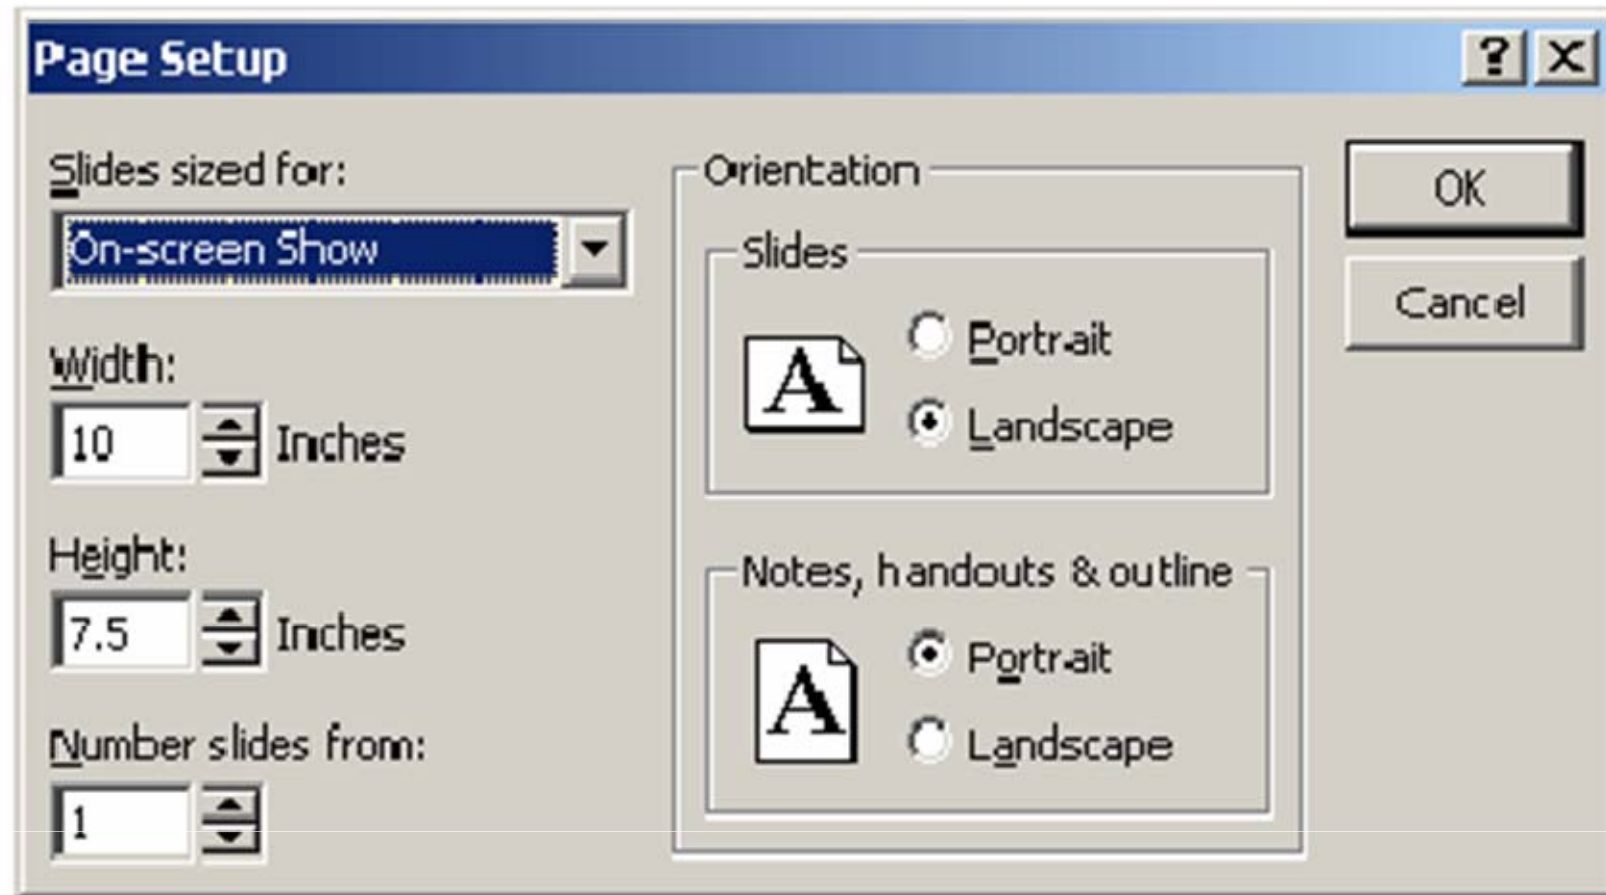 Page Setup
Slides sized for:
On-screen Show
Width:
10 Inches
Height:
7.5 Inches
Number slides from:
1
Orientation
Slides
A
Portrait
Landscape
Notes, handouts & outline
A
Portrait
Landscape
OK
Cancel